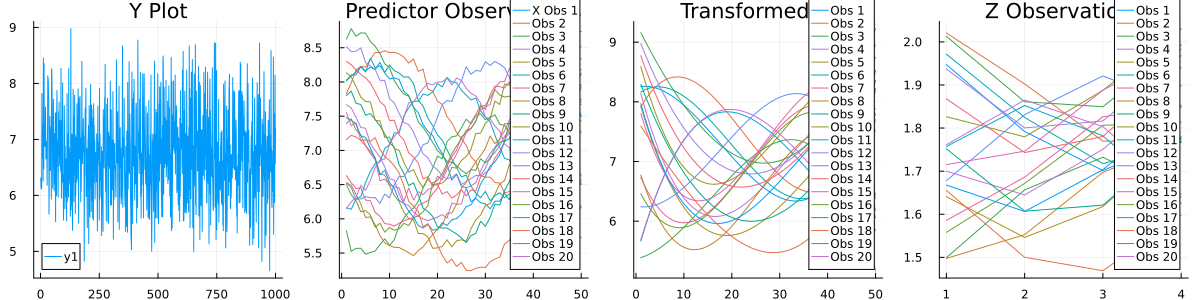 Y Plot
9
8
7
6
5
0
250
500
750
1000
y1
Predictor Observ
8.5
8.0
7.5
7.0
6.5
6.0
5.5
0
10
20
30
40
50
X Obs 1
Obs 2
Obs 3
Obs 4
Obs 5
Obs 6
Obs 7
Obs 8
Obs 9
Obs 10
Obs 11
Obs 12
Obs 13
Obs 14
Obs 15
Obs 16
Obs 17
Obs 18
Obs 19
Obs 20
Transformed
9
8
7
6
0
10
20
30
40
50
Obs 1
Obs 2
Obs 3
Obs 4
Obs 5
Obs 6
Obs 7
Obs 8
Obs 9
Obs 10
Obs 11
Obs 12
Obs 13
Obs 14
Obs 15
Obs 16
Obs 17
Obs 18
Obs 19
Obs 20
Z Observatio
2.0
1.9
1.8
1.7
1.6
1.5
1
2
3
4
Obs 1
Obs 2
Obs 3
Obs 4
Obs 5
Obs 6
Obs 7
Obs 8
Obs 9
Obs 10
Obs 11
Obs 12
Obs 13
Obs 14
Obs 15
Obs 16
Obs 17
Obs 18
Obs 19
Obs 20